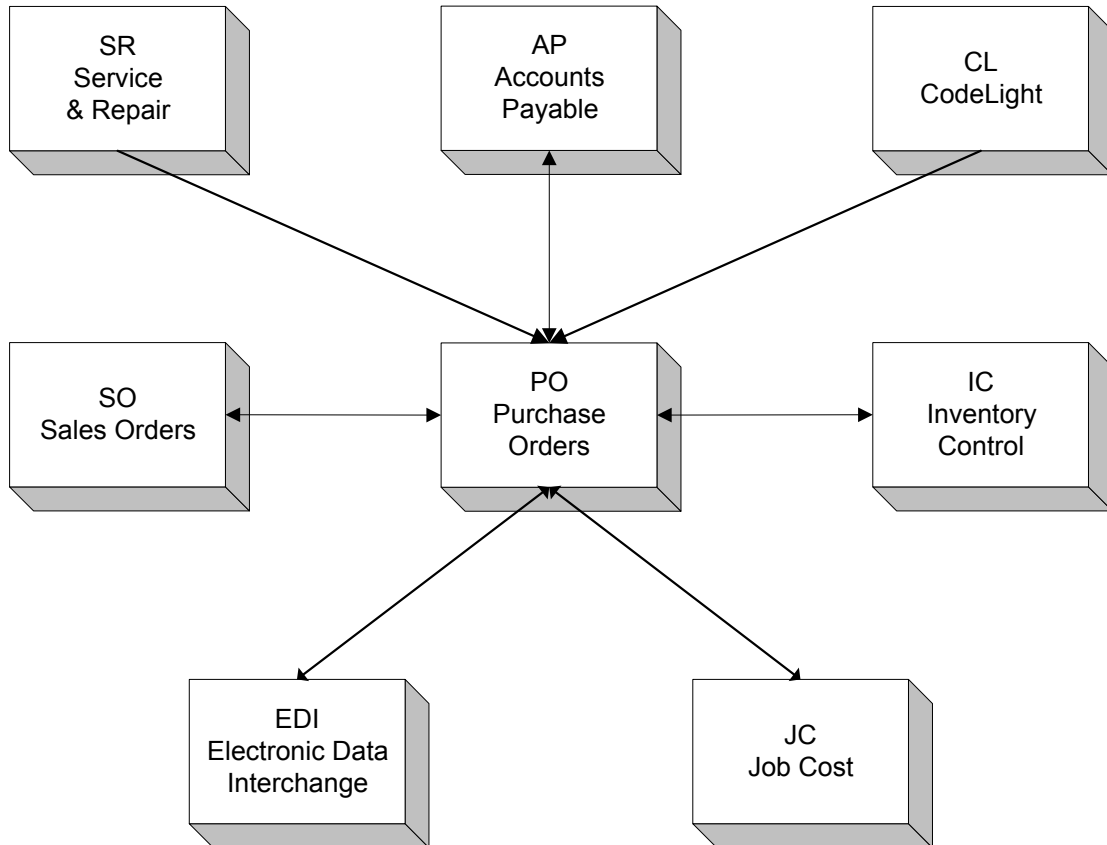 SR
Service
& Repair
AP
Accounts
Payable
CL
CodeLight
SO
Sales Orders
PO
Purchase
Orders
IC
Inventory
Control
EDI
Electronic Data
Interchange
JC
Job Cost